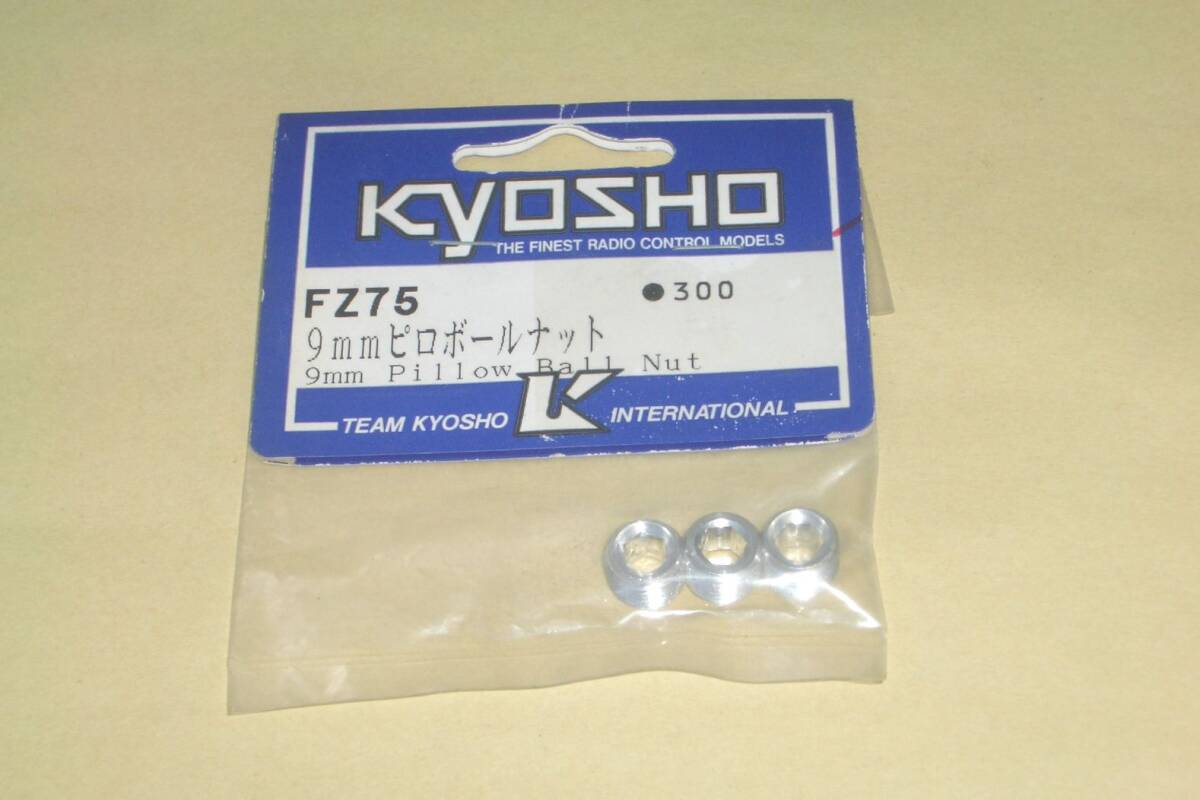 KYOSHO
THE FINEST RADIO CONTROL MODELS
FZ75 ●300
9mmピロボールナット
9mm Pillow Ball Nut
TEAM KYOSHO K INTERNATIONAL